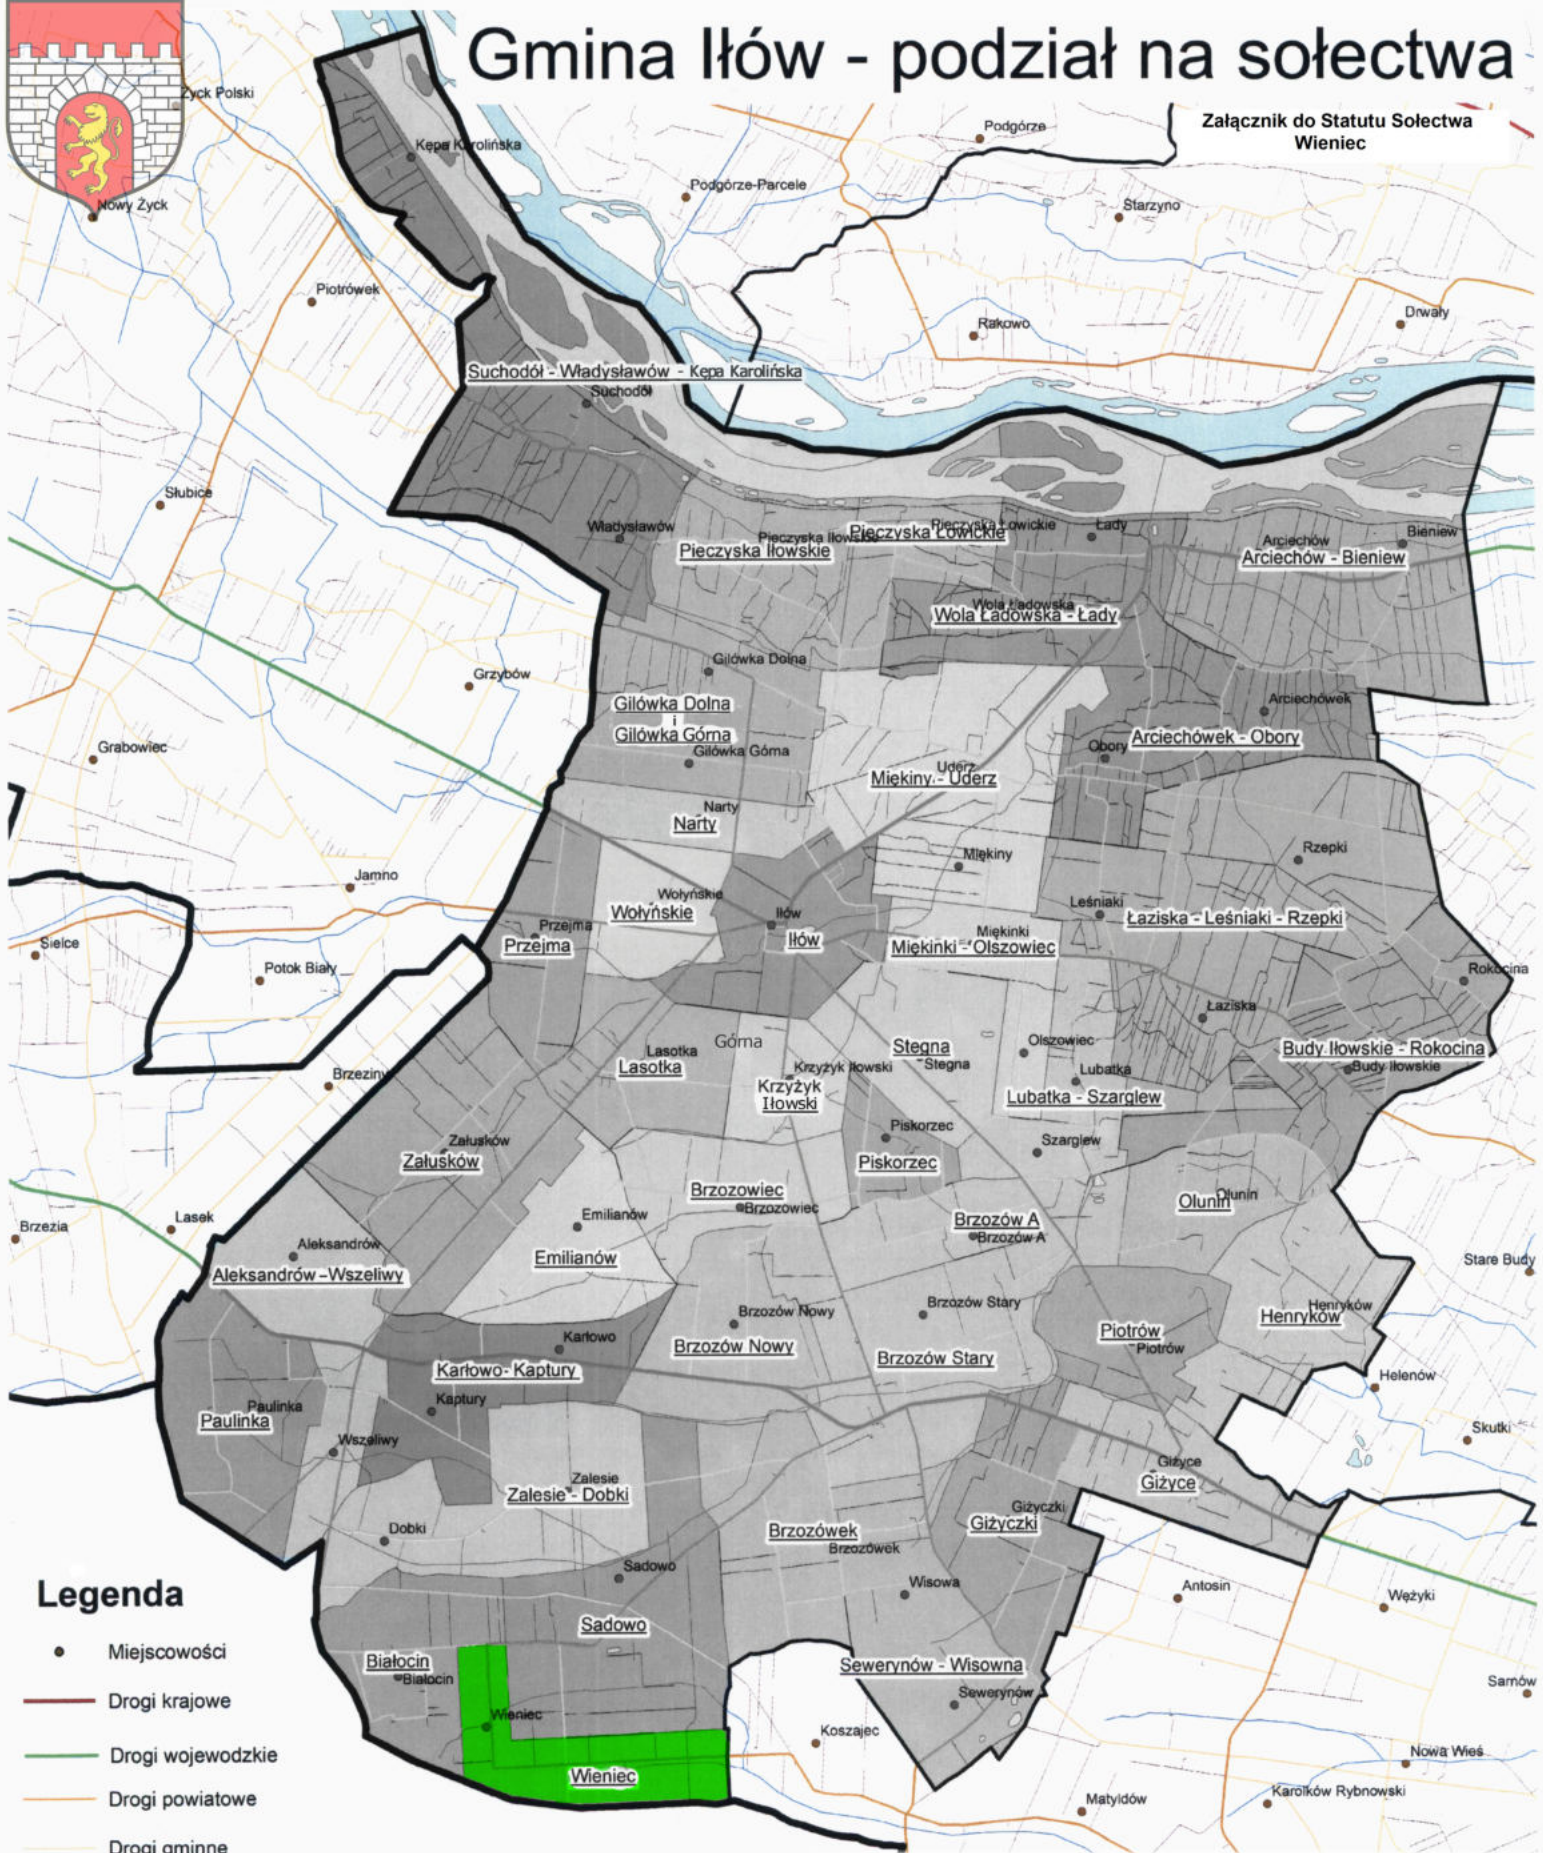 Gmina Iłów - podział na sołectwa
Załącznik do Statutu Sołectwa
Wieniec
Życk Polski
Nowy Życk
Kępa Karolińska
Podgórze
Podgórze-Parcele
Starzyno
Piotrówek
Rakowo
Drwały
Suchodół - Władysławów - Kępa Karolińska
Suchodół
Słubice
Władysławów
Pieczyska Iłowskie
Pieczyska Iłowskie
Pieczyska Łowickie
Pieczyska Łowickie
Łady
Arciechów
Bieniew
Arciechów - Bieniew
Wola Ładowska
Wola Ładowska - Łady
Grzybów
Gilówka Dolna
Gilówka Dolna
i
Gilówka Górna
Gilówka Górna
Arciechówek
Arciechówek - Obory
Obory
Grabowiec
Uderz
Miękiny - Uderz
Narty
Narty
Miękiny
Rzepki
Jamno
Wołyńskie
Wołyńskie
Iłów
Iłów
Leśniaki
Łaziska - Leśniaki - Rzepki
Przejma
Przejma
Miękinki
Miękinki - Olszowiec
Sielce
Potok Biały
Rokocina
Łaziska
Górna
Lasotka
Lasotka
Stegna
Stegna
Olszowiec
Budy Iłowskie - Rokocina
Budy Iłowskie
Krzyżyk Iłowski
Krzyżyk
Iłowski
Lubatka
Lubatka - Szarglew
Brzeziny
Piskorzec
Piskorzec
Szarglew
Załusków
Załusków
Brzozowiec
Brzozowiec
Olunin
Olunin
Brzezia
Lasek
Emilianów
Emilianów
Brzozów A
Brzozów A
Aleksandrów
Aleksandrów - Wszeliwy
Stare Budy
Brzozów Nowy
Brzozów Nowy
Brzozów Stary
Brzozów Stary
Henryków
Henryków
Piotrów
Piotrów
Karłowo
Karłowo - Kaptury
Kaptury
Helenów
Paulinka
Paulinka
Wszeliwy
Skutki
Zalesie
Zalesie - Dobki
Giżyce
Giżyce
Dobki
Brzozówek
Brzozówek
Giżyczki
Giżyczki
Sadowo
Sadowo
Wisowa
Antosin
Wężyki
Białocin
Białocin
Sewerynów - Wisowna
Sewerynów
Sarnów
Wieniec
Wieniec
Koszajec
Nowa Wieś
Matyldów
Karolków Rybnowski
Legenda
Miejscowości
Drogi krajowe
Drogi wojewodzkie
Drogi powiatowe
Drogi gminne